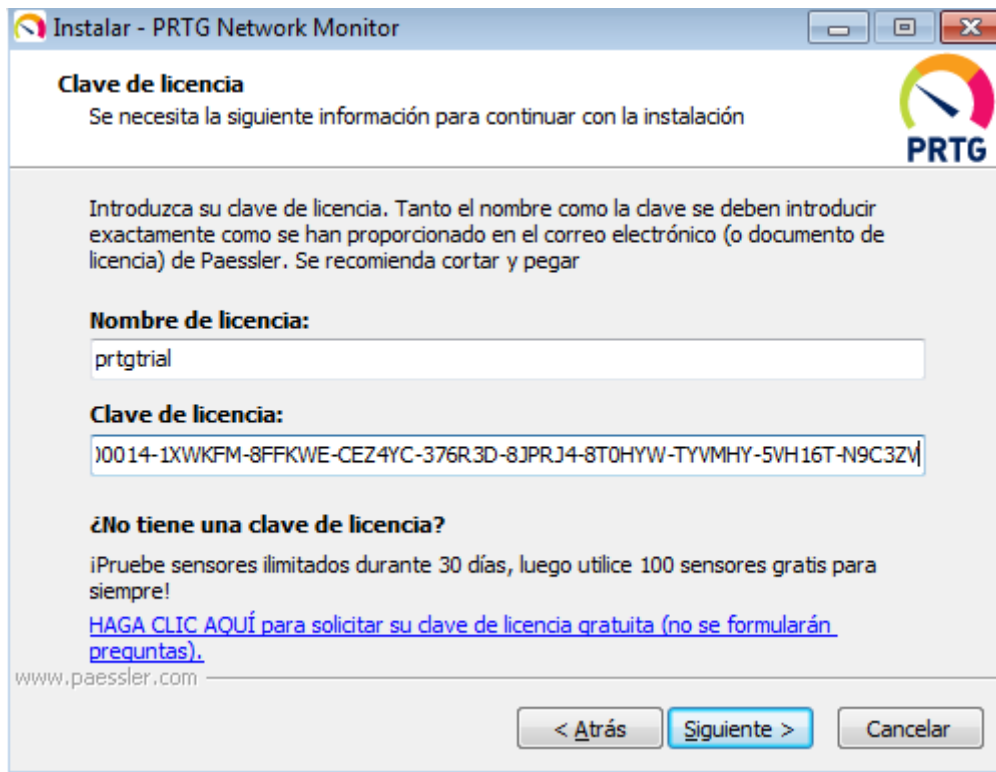 Instalar - PRTG Network Monitor
Clave de licencia
Se necesita la siguiente información para continuar con la instalación
PRTG
Introduzca su clave de licencia. Tanto el nombre como la clave se deben introducir
exactamente como se han proporcionado en el correo electrónico (o documento de
licencia) de Paessler. Se recomienda cortar y pegar
Nombre de licencia:
prtgtrial
Clave de licencia:
00014-1XWKFM-8FFKWE-CEZ4YC-376R3D-8JPRJ4-8T0HYW-TYVMHY-5VH16T-N9C3ZV
¿No tiene una clave de licencia?
¡Pruebe sensores ilimitados durante 30 días, luego utilice 100 sensores gratis para
siempre!
HAGA CLIC AQUÍ para solicitar su clave de licencia gratuita (no se formularán
preguntas).
www.paessler.com
< Atrás
Siguiente >
Cancelar